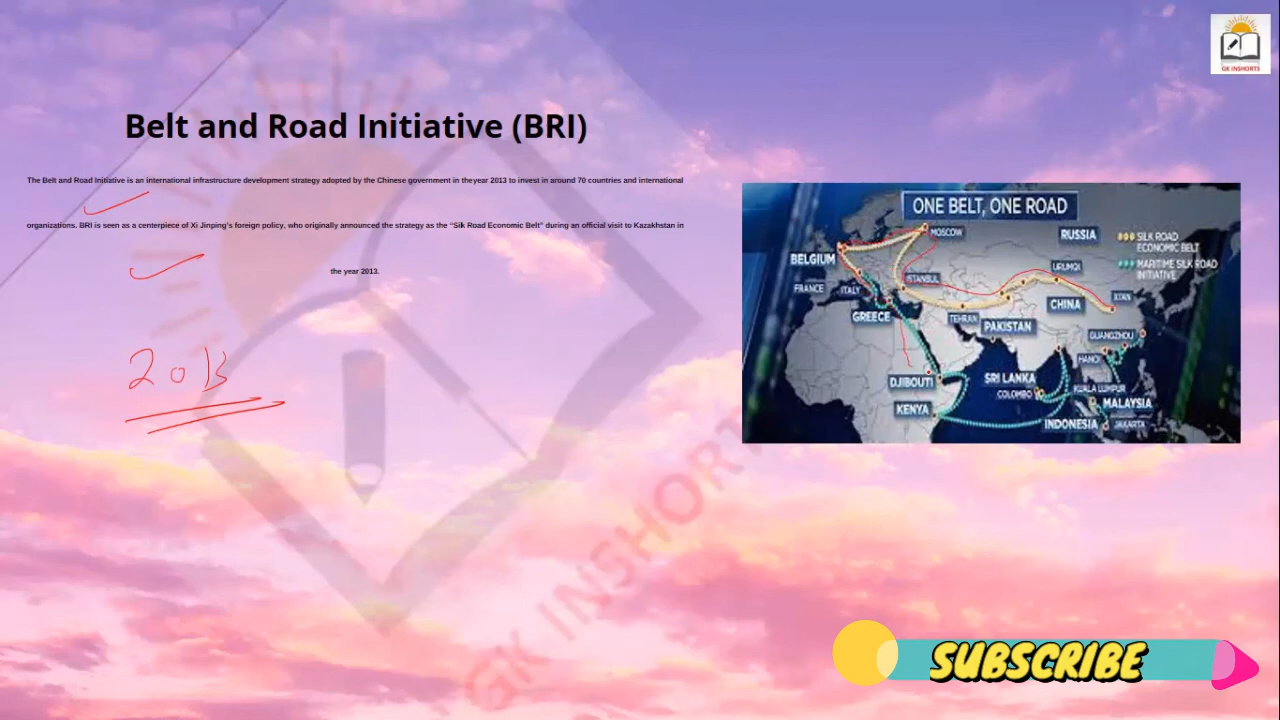 GK INSHORTS
Belt and Road Initiative (BRI)
The Belt and Road Initiative is an international infrastructure development strategy adopted by the Chinese government in theyear 2013 to invest in around 70 countries and international
organizations. BRI is seen as a centerpiece of Xi Jinping's foreign policy, who originally announced the strategy as the “Silk Road Economic Belt” during an official visit to Kazakhstan in
the year 2013.
2013
ONE BELT, ONE ROAD
MOSCOW
RUSSIA
SILK ROAD
ECONOMIC BELT
BELGIUM
MARITIME SILK ROAD
INITIATIVE
URUMQI
ISTANBUL
FRANCE
ITALY
XI'AN
CHINA
GREECE
TEHRAN
PAKISTAN
GUANGZHOU
HANOI
DJIBOUTI
SRI LANKA
COLOMBO
KUALA LUMPUR
MALAYSIA
KENYA
INDONESIA
JAKARTA
GK INSHORTS
SUBSCRIBE